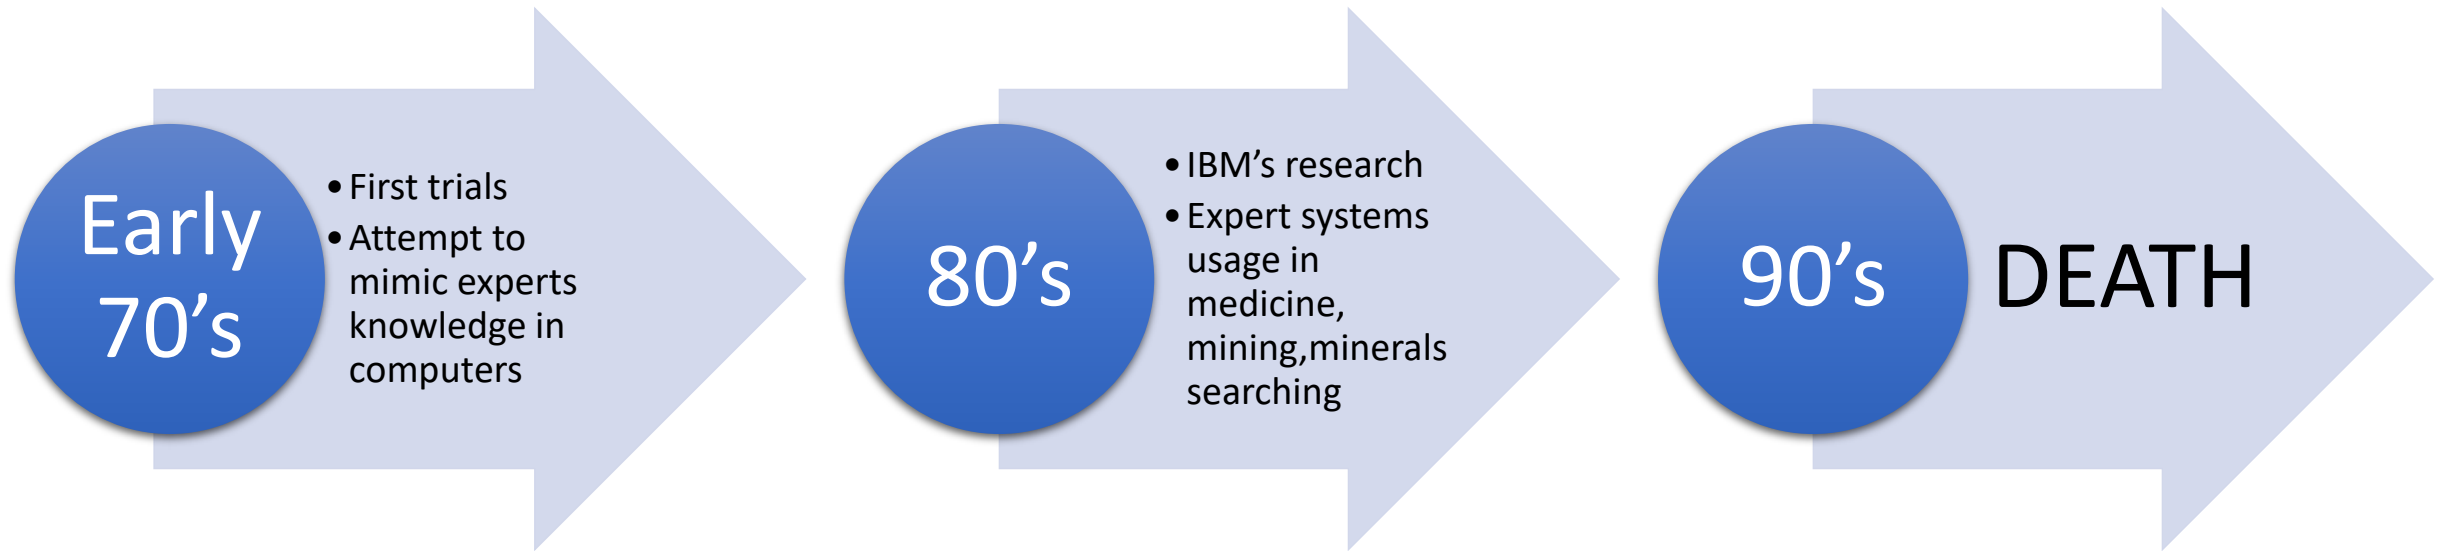 Early
70’s
•First trials
•Attempt to
mimic experts
knowledge in
computers
80’s
•IBM’s research
•Expert systems
usage in
medicine,
mining,minerals
searching
90’s
DEATH